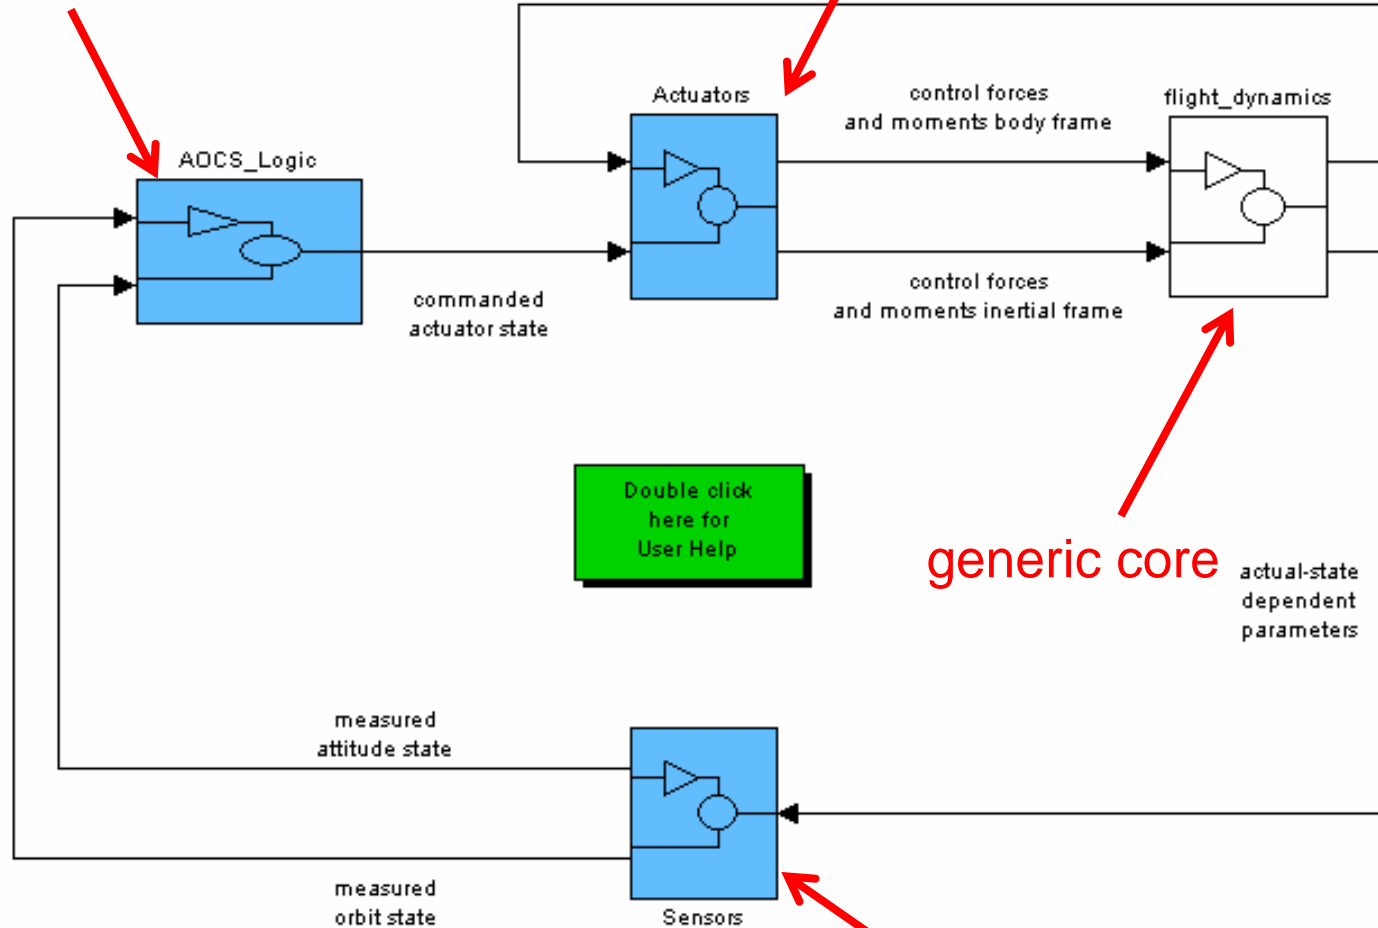 Actuators
control forces
and moments body frame
flight_dynamics
AOCS_Logic
commanded
actuator state
control forces
and moments inertial frame
Double click
here for
User Help
generic core
actual-state
dependent
parameters
measured
attitude state
measured
orbit state
Sensors